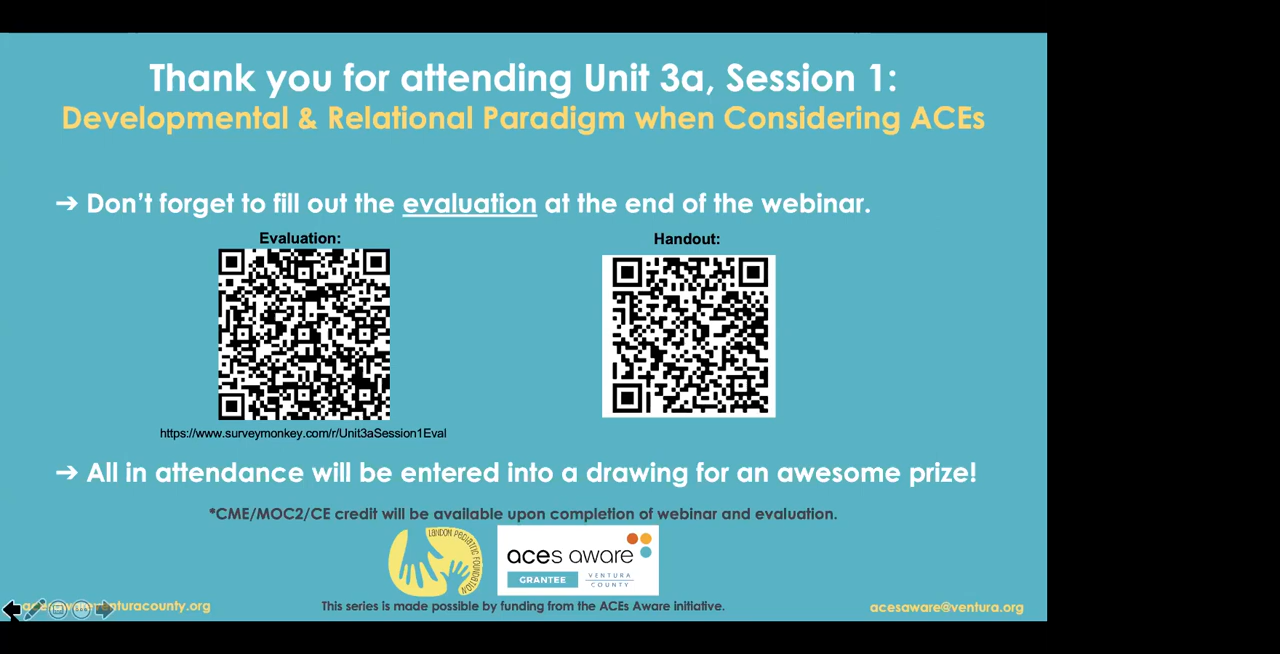 Thank you for attending Unit 3a, Session 1:
Developmental & Relational Paradigm when Considering ACEs
➔ Don't forget to fill out the evaluation at the end of the webinar.
Evaluation:
Handout:
https://www.surveymonkey.com/r/Unit3aSession1Eval
➔ All in attendance will be entered into a drawing for an awesome prize!
*CME/MOC2/CE credit will be available upon completion of webinar and evaluation.
LANDON PEDIATRIC FOUNDATION
aces aware
GRANTEE
VENTURA
COUNTY
acesawareventuracounty.org
This series is made possible by funding from the ACEs Aware initiative.
acesaware@ventura.org